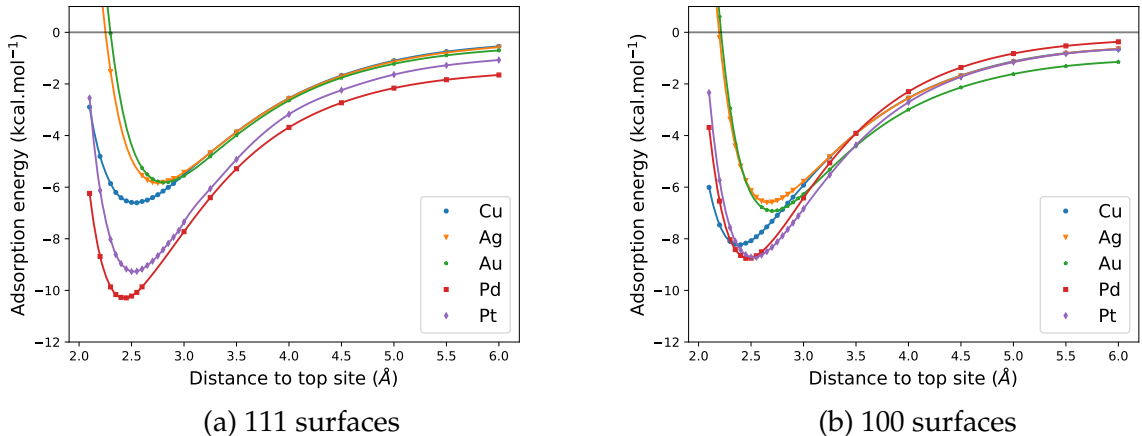 0
−2
−4
−6
−8
−10
−12
Adsorption energy (kcal.mol⁻¹)
Cu
Ag
Au
Pd
Pt
2.0 2.5 3.0 3.5 4.0 4.5 5.0 5.5 6.0
Distance to top site (Å)
(a) 111 surfaces
0
−2
−4
−6
−8
−10
−12
Adsorption energy (kcal.mol⁻¹)
Cu
Ag
Au
Pd
Pt
2.0 2.5 3.0 3.5 4.0 4.5 5.0 5.5 6.0
Distance to top site (Å)
(b) 100 surfaces